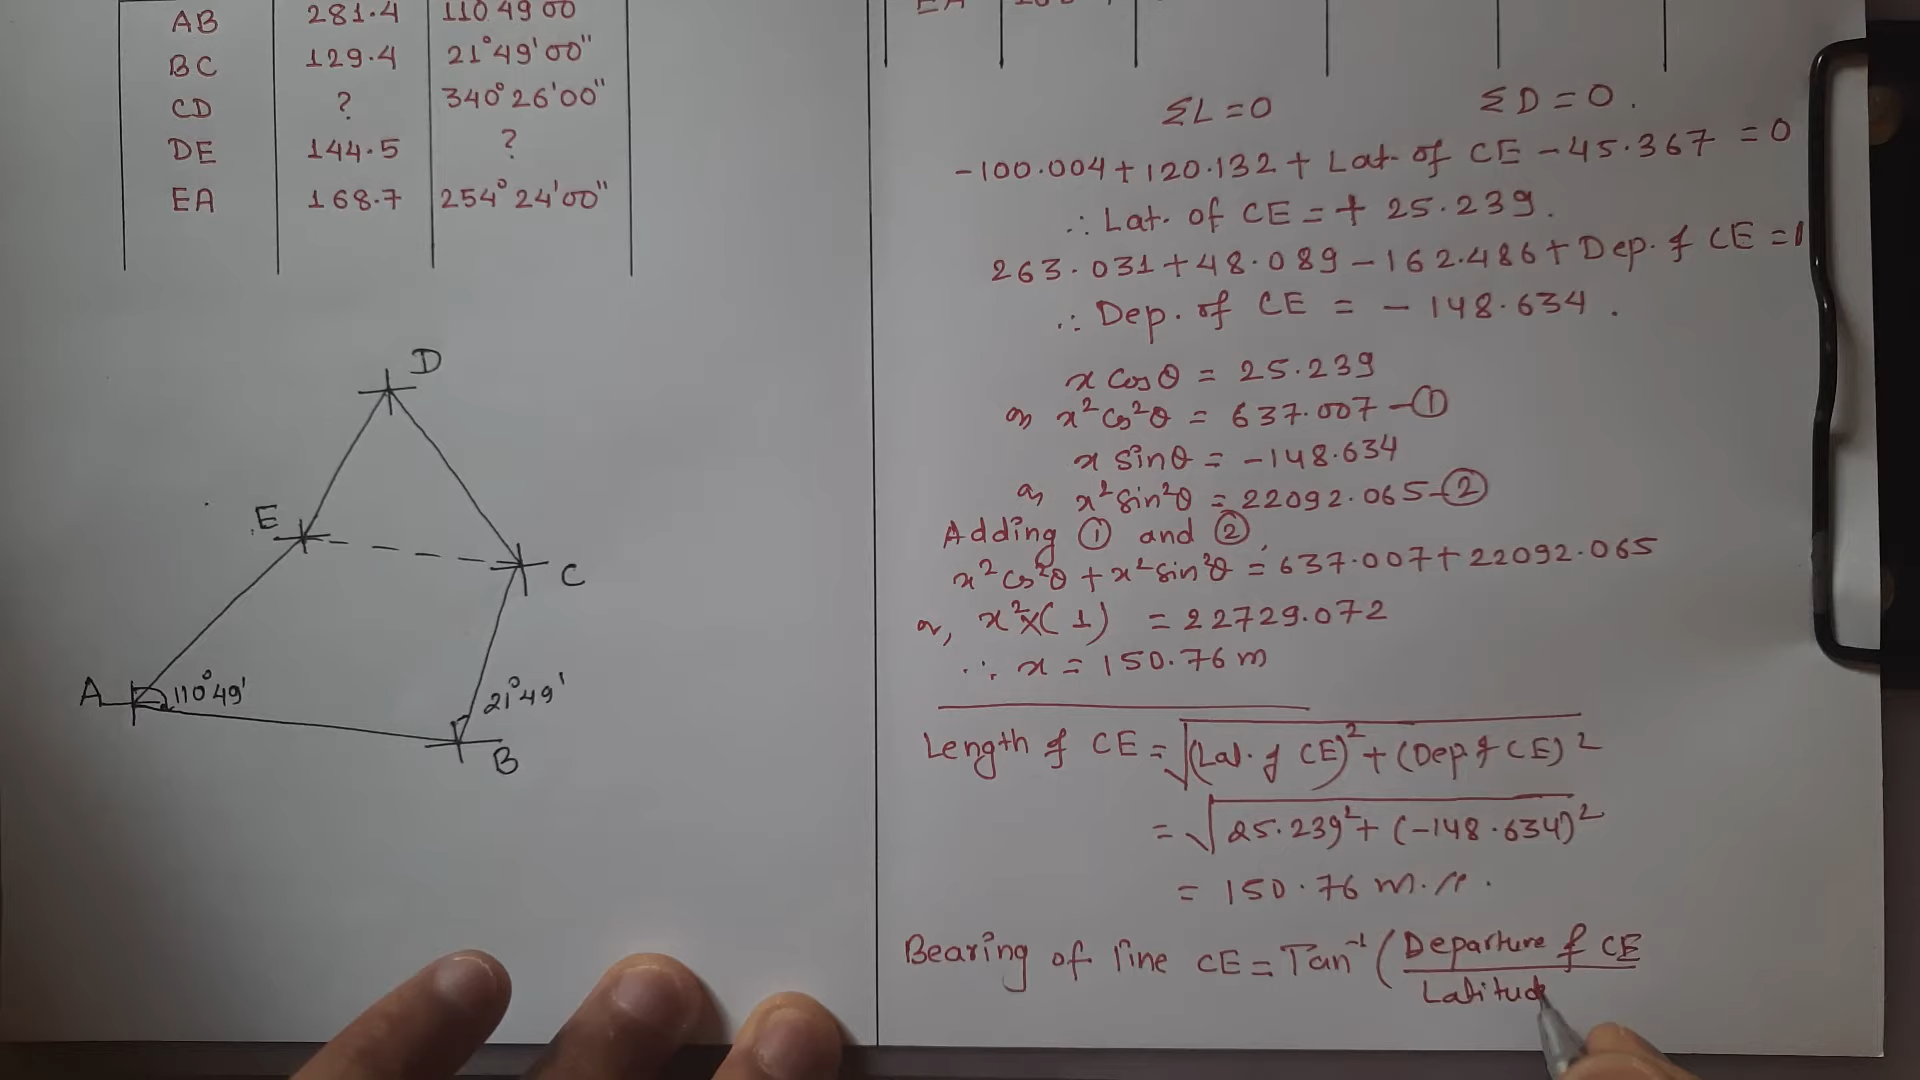 AB 281.4 110 49 00
BC 129.4 21°49'00"
CD ? 340°26'00"
DE 144.5 ?
EA 168.7 254°24'00"
D
E
C
A 110°49'
21°49'
B
ΣL = 0 ΣD = 0.
-100.004 + 120.132 + Lat. of CE - 45.367 = 0
∴ Lat. of CE = + 25.239.
263.031 + 48.089 - 162.486 + Dep. of CE =
∴ Dep. of CE = - 148.634.
x cosθ = 25.239
or x²cos²θ = 637.007 - ①
x sinθ = -148.634
or x²sin²θ = 22092.065 - ②
Adding ① and ②,
x²cos²θ + x²sin²θ = 637.007 + 22092.065
or, x²×(1) = 22729.072
∴ x = 150.76 m
Length of CE = √(Lat. of CE)² + (Dep of CE)²
= √25.239² + (-148.634)²
= 150.76 m.
Bearing of line CE = Tan⁻¹ (Departure of CE
Latitud